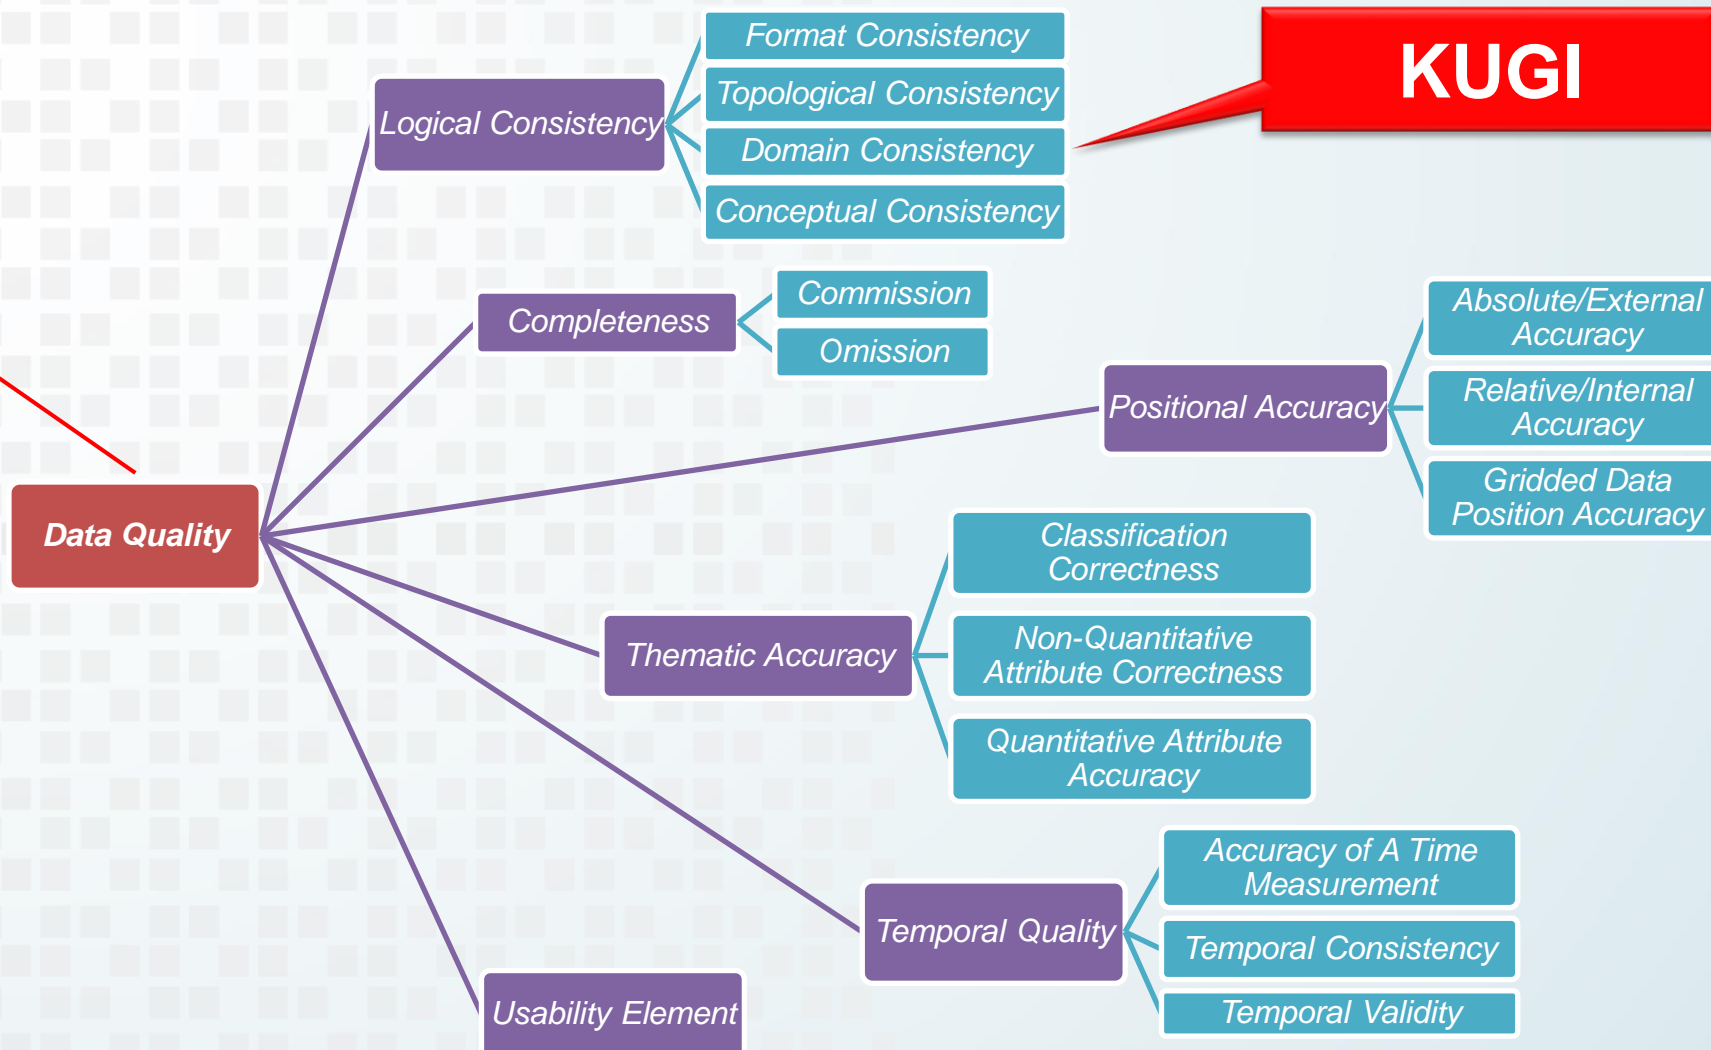 Format Consistency
KUGI
Topological Consistency
Logical Consistency
Domain Consistency
Conceptual Consistency
Commission
Completeness
Omission
Absolute/External
Accuracy
Positional Accuracy
Relative/Internal
Accuracy
Gridded Data
Position Accuracy
Data Quality
Classification
Correctness
Thematic Accuracy
Non-Quantitative
Attribute Correctness
Quantitative Attribute
Accuracy
Accuracy of A Time
Measurement
Temporal Quality
Temporal Consistency
Temporal Validity
Usability Element